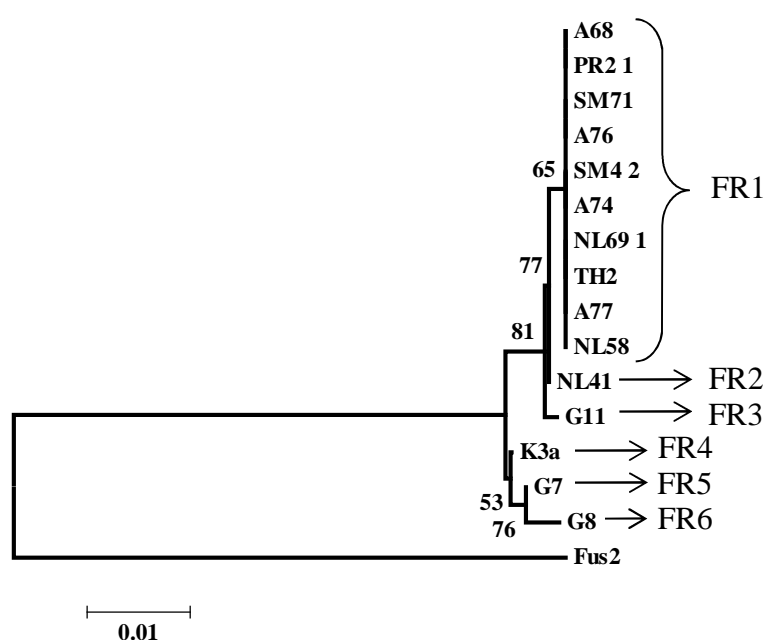 A68
PR2 1
SM71
A76
65
SM4 2
FR1
A74
NL69 1
77
TH2
A77
81
NL58
NL41
FR2
G11
FR3
K3a
FR4
G7
FR5
53
G8
FR6
76
Fus2
0.01